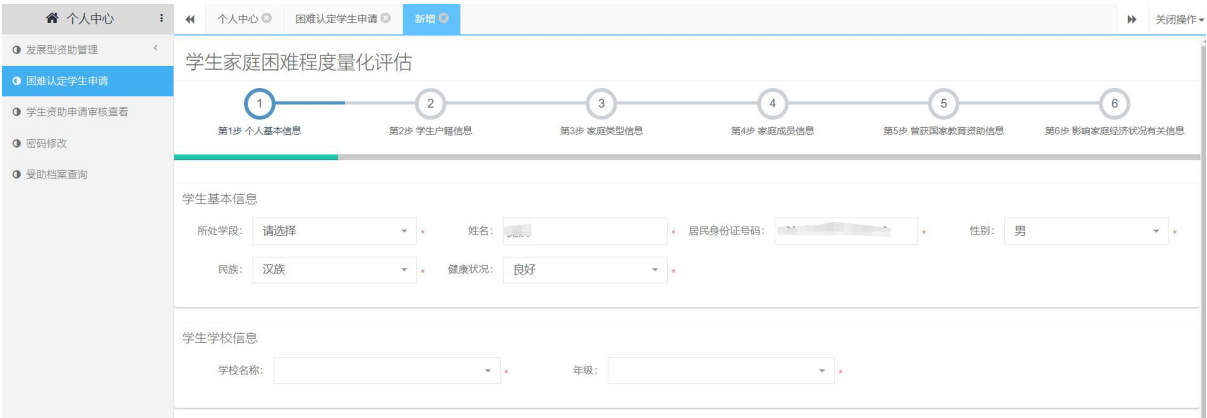 个人中心
个人中心 困难认定学生申请 新增 关闭操作
发展型资助管理
困难认定学生申请
学生资助申请审核查看
密码修改
受助档案查询
学生家庭困难程度量化评估
1 2 3 4 5 6
第1步 个人基本信息 第2步 学生户籍信息 第3步 家庭类型信息 第4步 家庭成员信息 第5步 曾获国家教育资助信息 第6步 影响家庭经济状况有关信息
学生基本信息
所处学段: 请选择 * 姓名: * 居民身份证号码: * 性别: 男 *
民族: 汉族 * 健康状况: 良好 *
学生学校信息
学校名称: * 年级: *